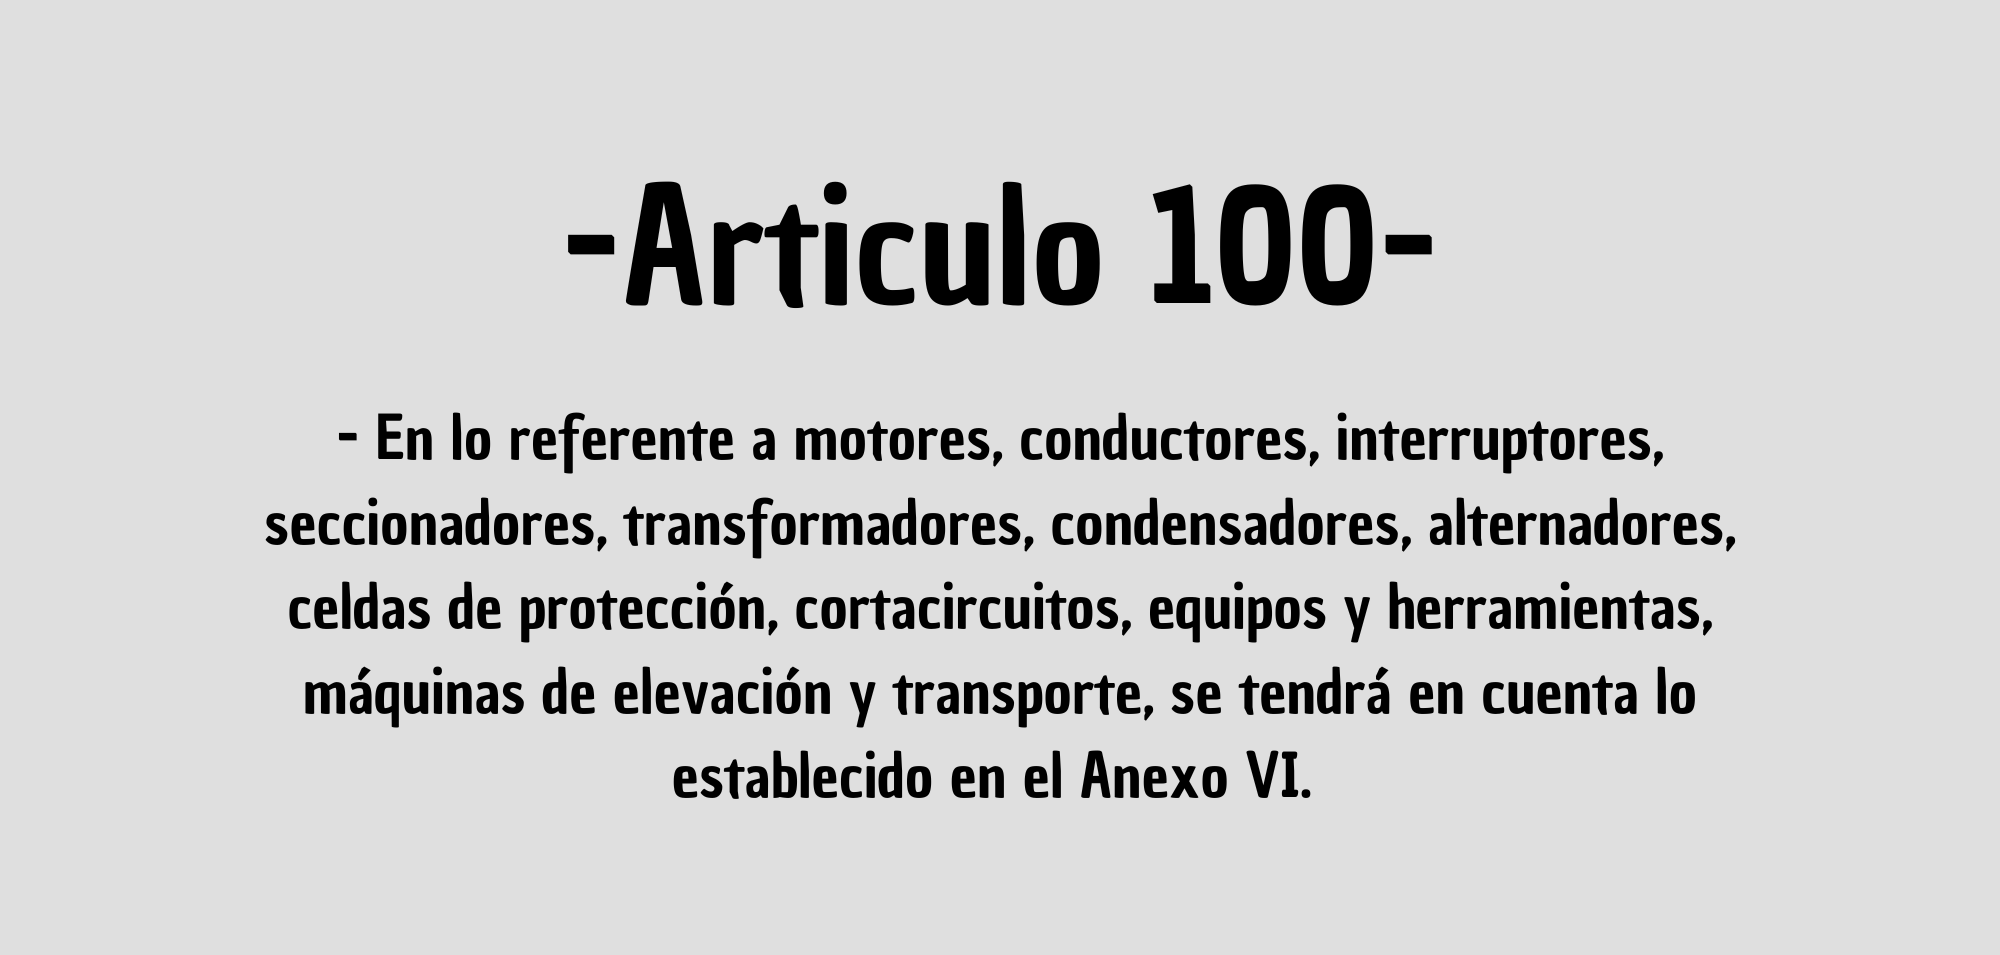 -Articulo 100-
- En lo referente a motores, conductores, interruptores,
seccionadores, transformadores, condensadores, alternadores,
celdas de protección, cortacircuitos, equipos y herramientas,
máquinas de elevación y transporte, se tendrá en cuenta lo
establecido en el Anexo VI.